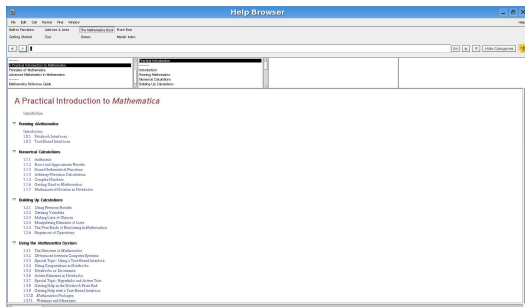 Help Browser
File Edit Cell Format Find Window Help
Built-in Functions Add-ons & Links The Mathematica Book Front End
Getting Started Tour Demos Master Index
Go Hide Categories
A Practical Introduction to Mathematica
Principles of Mathematica
Advanced Mathematics in Mathematica
Mathematica Reference Guide
Practical Introduction
Introduction
Running Mathematica
Numerical Calculations
Building Up Calculations
A Practical Introduction to Mathematica
Introduction
Running Mathematica
Introduction
1.0.1 Notebook Interfaces
1.0.2 Text-Based Interfaces
Numerical Calculations
1.1.1 Arithmetic
1.1.2 Exact and Approximate Results
1.1.3 Some Mathematical Functions
1.1.4 Arbitrary-Precision Calculations
1.1.5 Complex Numbers
1.1.6 Getting Used to Mathematica
1.1.7 Mathematical Notation in Notebooks
Building Up Calculations
1.2.1 Using Previous Results
1.2.2 Defining Variables
1.2.3 Making Lists of Objects
1.2.4 Manipulating Elements of Lists
1.2.5 The Four Kinds of Bracketing in Mathematica
1.2.6 Sequences of Operations
Using the Mathematica System
1.3.1 The Structure of Mathematica
1.3.2 Differences between Computer Systems
1.3.3 Special Topic: Using a Text-Based Interface
1.3.4 Doing Computations in Notebooks
1.3.5 Notebooks as Documents
1.3.6 Active Elements in Notebooks
1.3.7 Special Topic: Hyperlinks and Active Text
1.3.8 Getting Help in the Notebook Front End
1.3.9 Getting Help with a Text-Based Interface
1.3.10 Mathematica Packages
1.3.11 Warnings and Messages